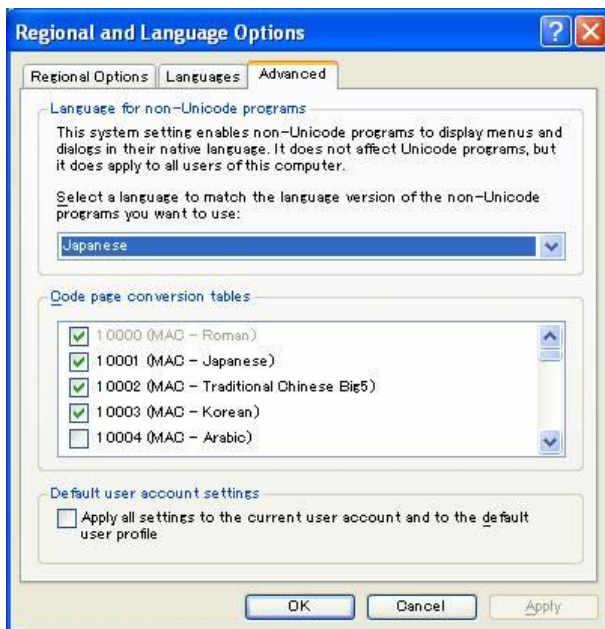 Regional and Language Options
Regional Options
Languages
Advanced
Language for non-Unicode programs
This system setting enables non-Unicode programs to display menus and
dialogs in their native language. It does not affect Unicode programs, but
it does apply to all users of this computer.
Select a language to match the language version of the non-Unicode
programs you want to use:
Japanese
Code page conversion tables
10000 (MAC - Roman)
10001 (MAC - Japanese)
10002 (MAC - Traditional Chinese Big5)
10003 (MAC - Korean)
10004 (MAC - Arabic)
Default user account settings
Apply all settings to the current user account and to the default
user profile
OK
Cancel
Apply